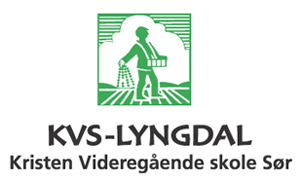 KVS-LYNGDAL
Kristen Videregående skole Sør